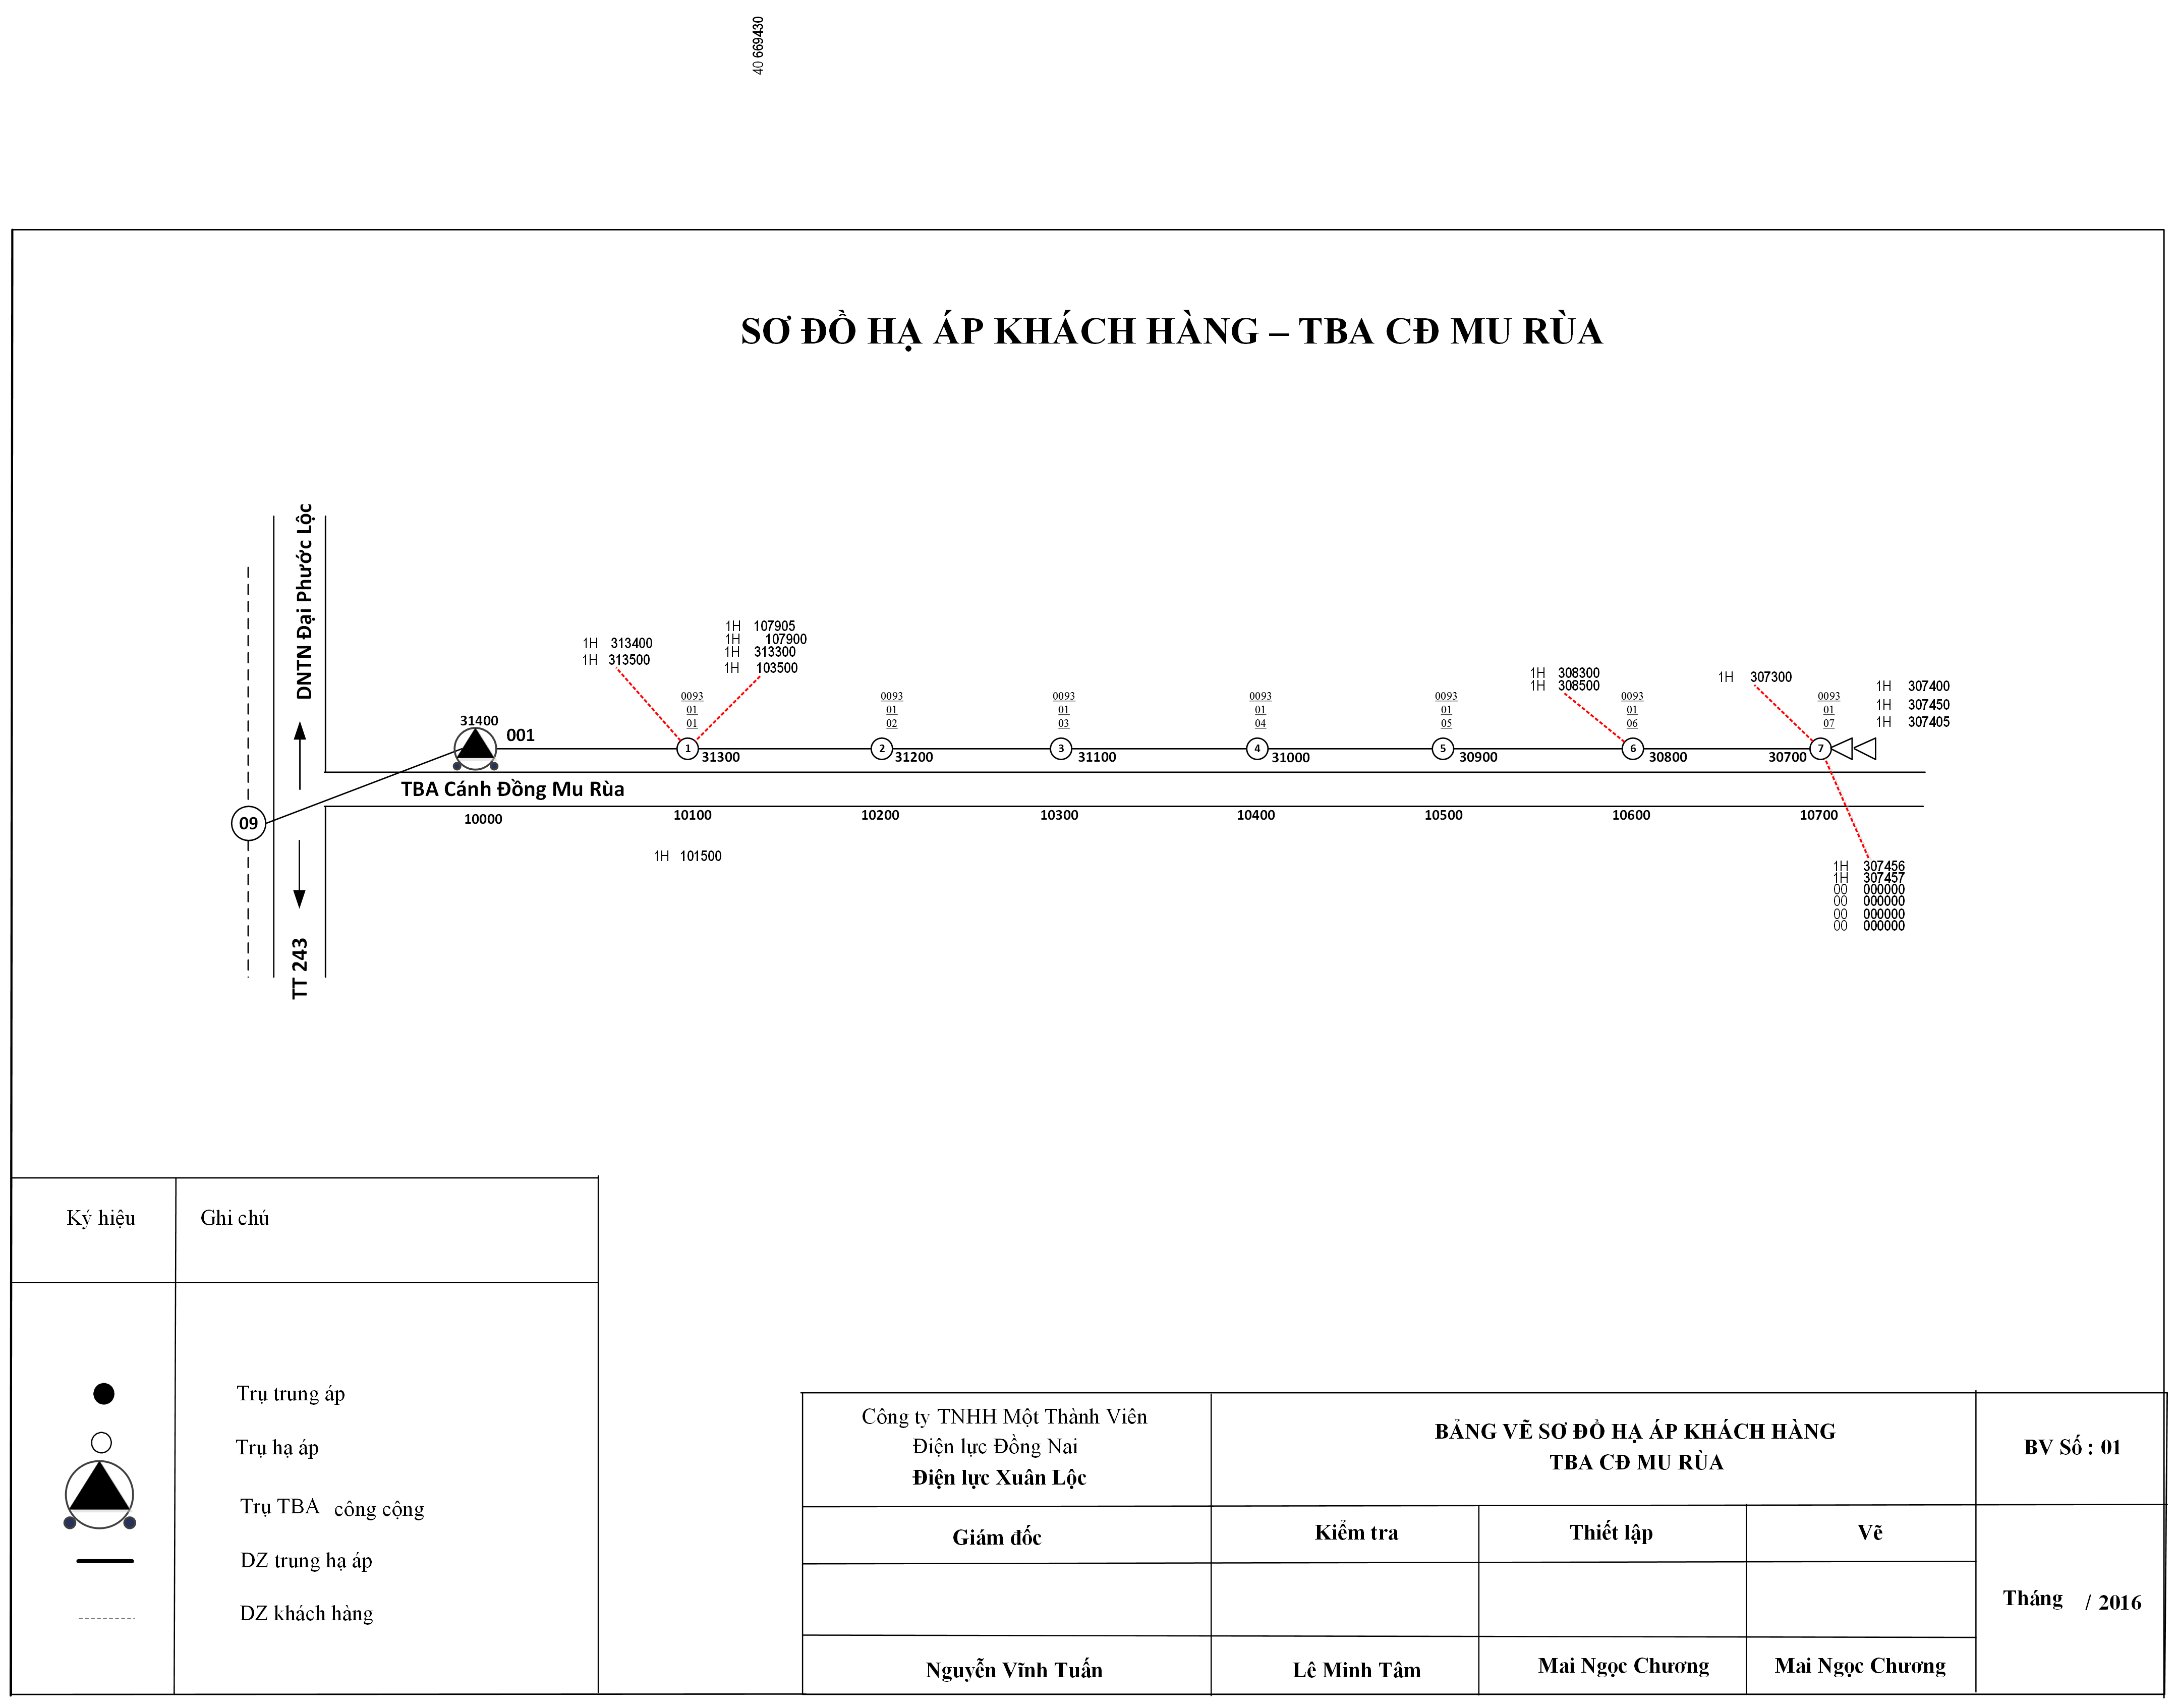 40 669430
SƠ ĐỒ HẠ ÁP KHÁCH HÀNG – TBA CĐ MU RÙA
DNTN Đại Phước Lộc
TT 243
09
31400
001
TBA Cánh Đồng Mu Rùa
1H 313400
1H 313500
1H 107905
1H 107900
1H 313300
1H 103500
0093
01
01
0093
01
02
0093
01
03
0093
01
04
0093
01
05
1H 308300
1H 308500
0093
01
06
1H 307300
0093
01
07
1H 307400
1H 307450
1H 307405
1 31300
2 31200
3 31100
4 31000
5 30900
6 30800
30700 7
10000 10100 10200 10300 10400 10500 10600 10700
1H 101500
1H 307456
1H 307457
00 000000
00 000000
00 000000
00 000000
Ký hiệu Ghi chú
Trụ trung áp
Trụ hạ áp
Trụ TBA công cộng
DZ trung hạ áp
DZ khách hàng
Công ty TNHH Một Thành Viên
Điện lực Đồng Nai
Điện lực Xuân Lộc
BẢNG VẼ SƠ ĐỎ HẠ ÁP KHÁCH HÀNG
TBA CĐ MU RÙA
BV Số : 01
Giám đốc Kiểm tra Thiết lập Vẽ
Tháng / 2016
Nguyễn Vĩnh Tuấn Lê Minh Tâm Mai Ngọc Chương Mai Ngọc Chương